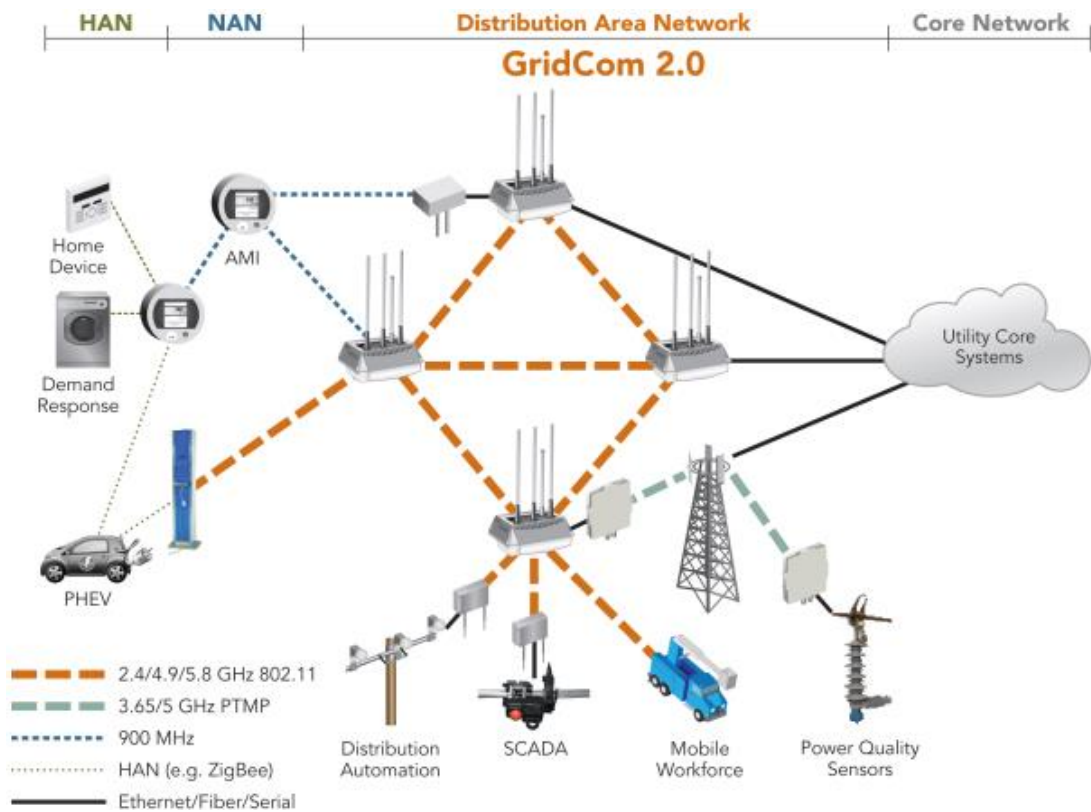 HAN
NAN
Distribution Area Network
Core Network
GridCom 2.0
Home
Device
AMI
Demand
Response
Utility Core
Systems
PHEV
2.4/4.9/5.8 GHz 802.11
3.65/5 GHz PTMP
900 MHz
HAN (e.g. ZigBee)
Ethernet/Fiber/Serial
Distribution
Automation
SCADA
Mobile
Workforce
Power Quality
Sensors